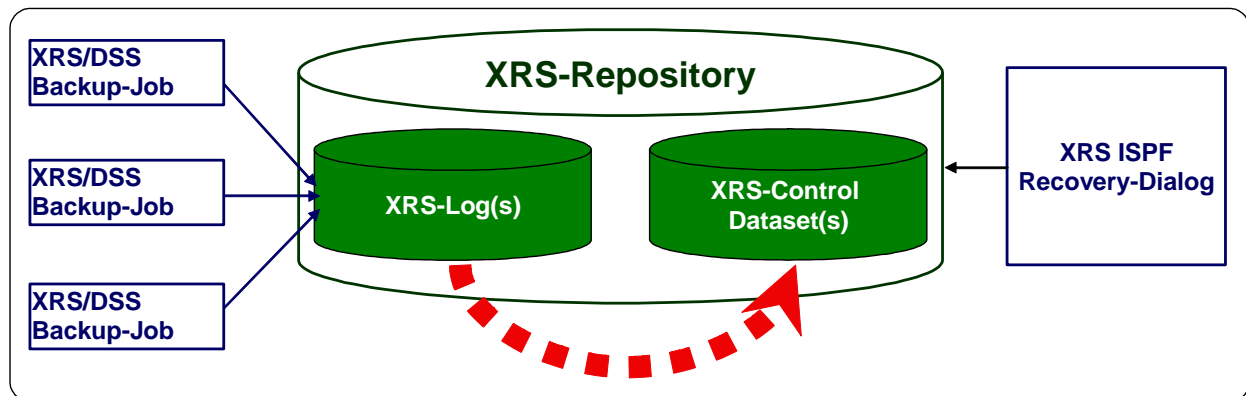 XRS/DSS
Backup-Job
XRS/DSS
Backup-Job
XRS/DSS
Backup-Job
XRS-Repository
XRS-Log(s)
XRS-Control
Dataset(s)
XRS ISPF
Recovery-Dialog